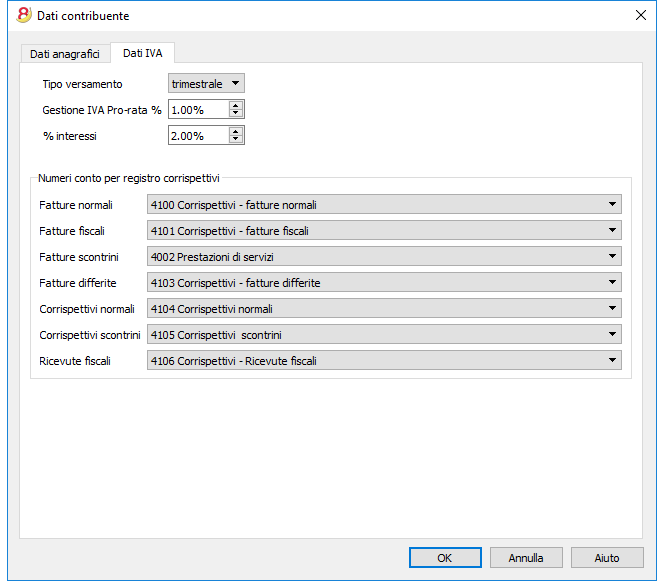 Dati contribuente
Dati anagrafici Dati IVA
Tipo versamento trimestrale
Gestione IVA Pro-rata % 1.00%
% interessi 2.00%
Numeri conto per registro corrispettivi
Fatture normali 4100 Corrispettivi - fatture normali
Fatture fiscali 4101 Corrispettivi - fatture fiscali
Fatture scontrini 4002 Prestazioni di servizi
Fatture differite 4103 Corrispettivi - fatture differite
Corrispettivi normali 4104 Corrispettivi normali
Corrispettivi scontrini 4105 Corrispettivi  scontrini
Ricevute fiscali 4106 Corrispettivi - Ricevute fiscali
OK Annulla Aiuto